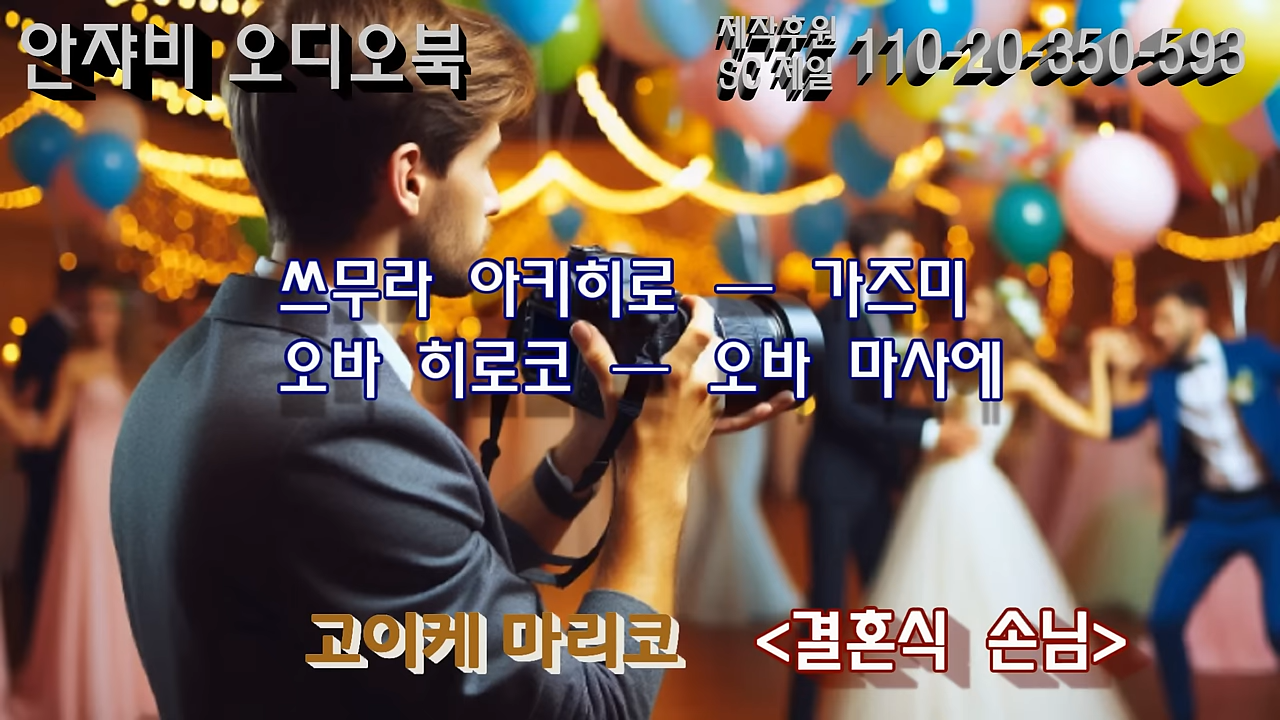 안쟈비 오디오북
제작후원
SC제일 110-20-350-593
쓰무라 아키히로 — 가즈미
오바 히로코 — 오바 마사에
고이케 마리코 <결혼식 손님>